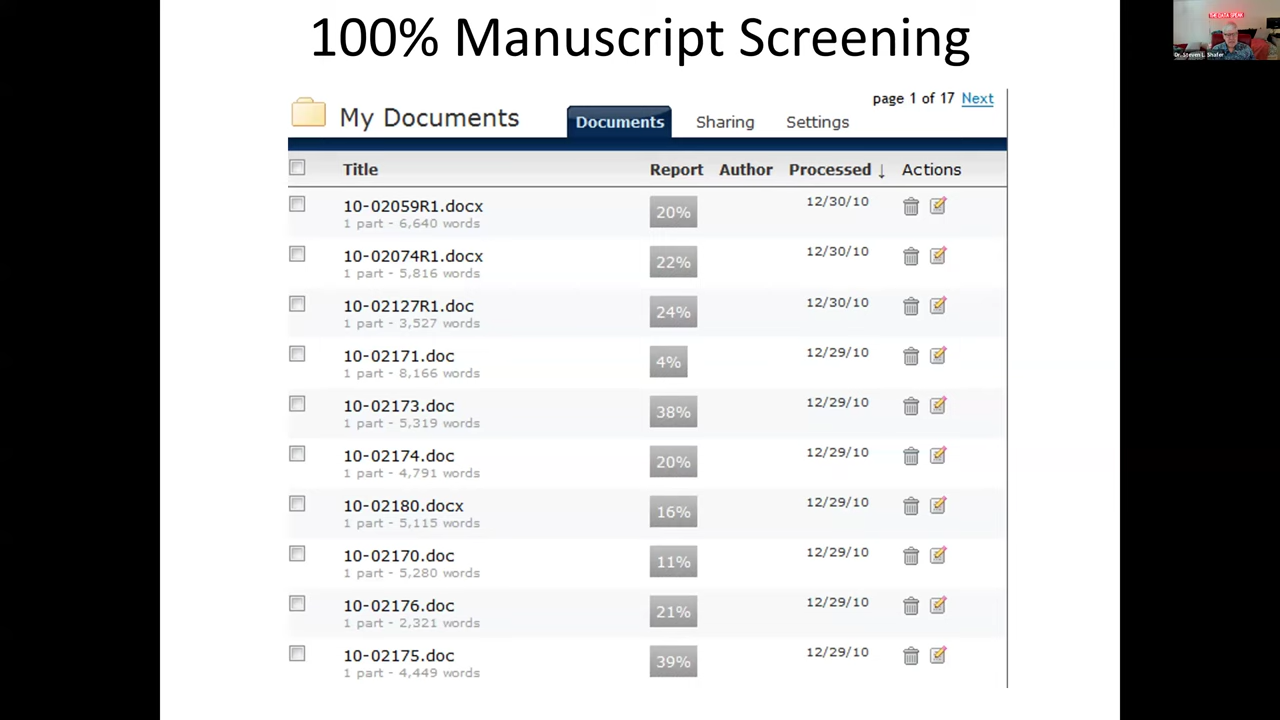 100% Manuscript Screening
page 1 of 17 Next
My Documents Documents Sharing Settings
Title Report Author Processed ↓ Actions
10-02059R1.docx 20% 12/30/10
1 part - 6,640 words
10-02074R1.docx 22% 12/30/10
1 part - 5,816 words
10-02127R1.doc 24% 12/30/10
1 part - 3,527 words
10-02171.doc 4% 12/29/10
1 part - 8,166 words
10-02173.doc 38% 12/29/10
1 part - 5,319 words
10-02174.doc 20% 12/29/10
1 part - 4,791 words
10-02180.docx 16% 12/29/10
1 part - 5,115 words
10-02170.doc 11% 12/29/10
1 part - 5,280 words
10-02176.doc 21% 12/29/10
1 part - 2,321 words
10-02175.doc 39% 12/29/10
1 part - 4,449 words
Dr. Steven L. Shafer